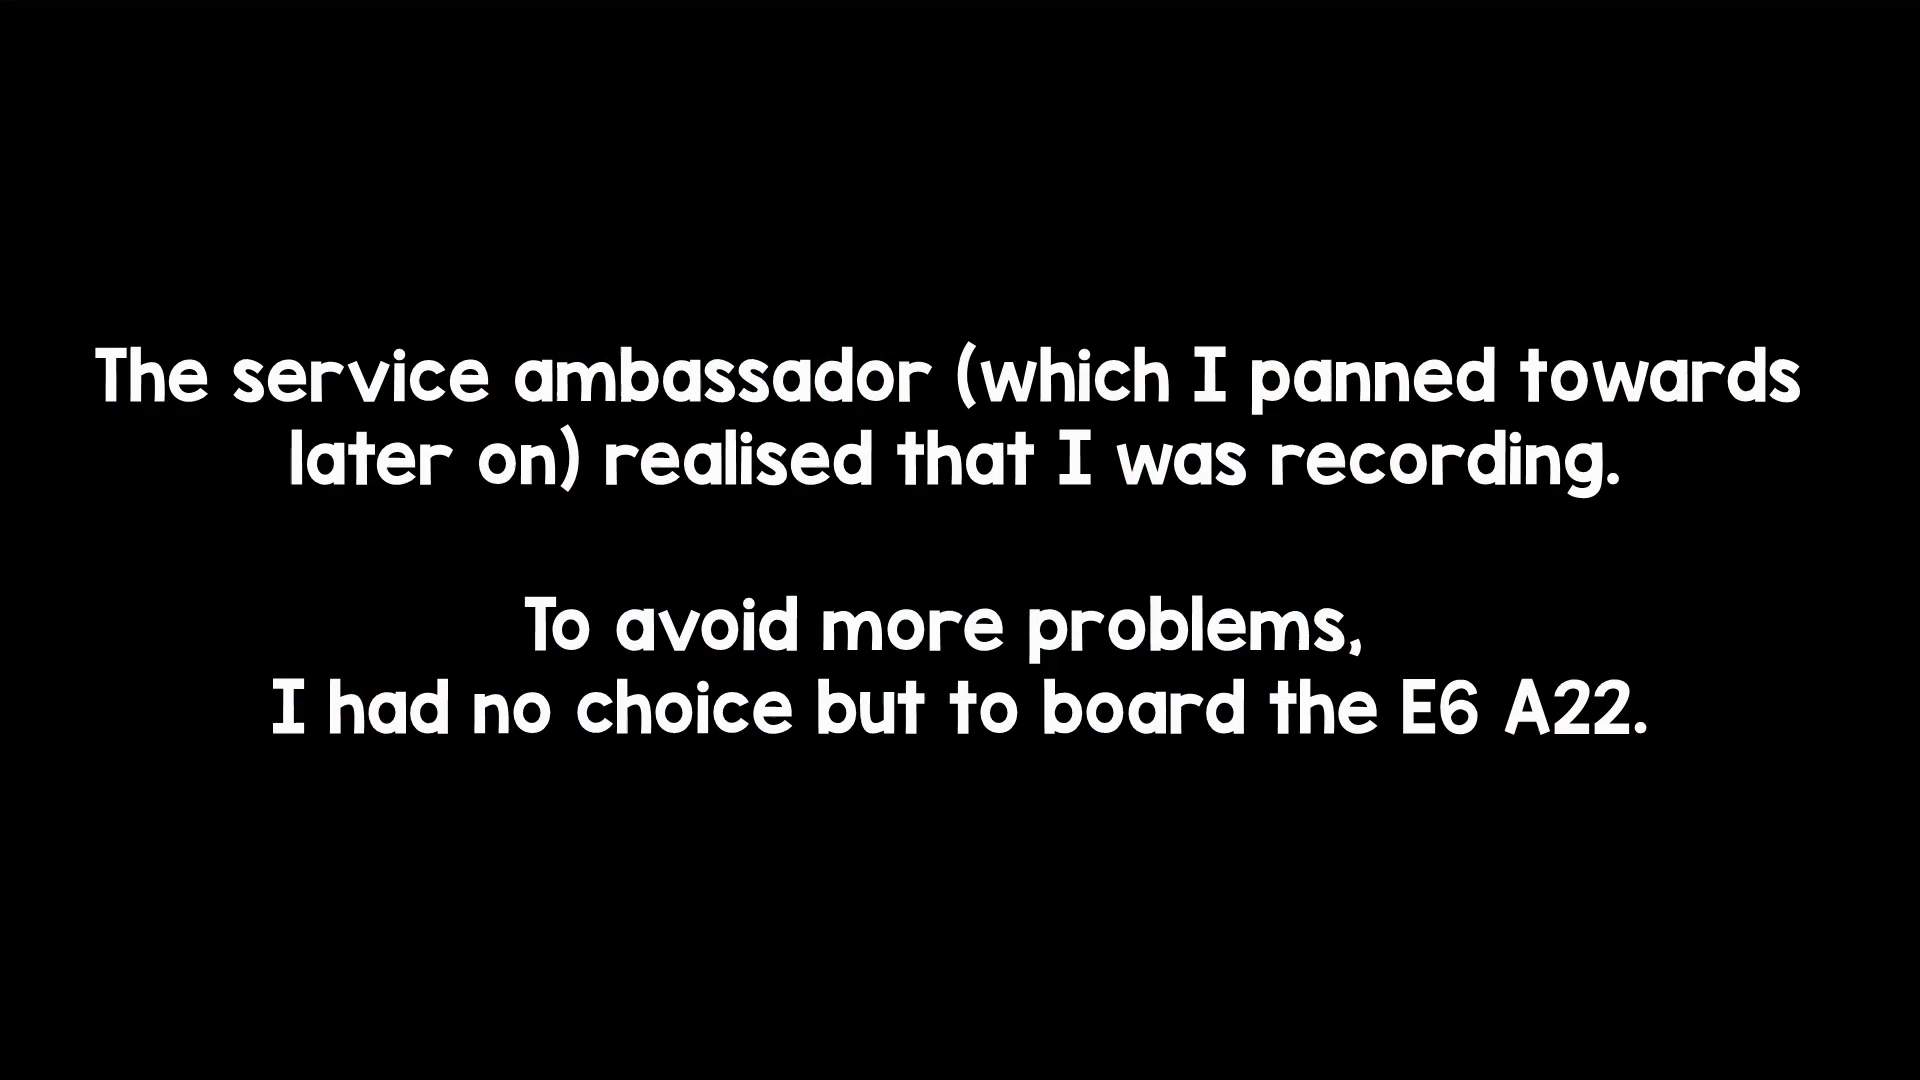 The service ambassador (which I panned towards
later on) realised that I was recording.
To avoid more problems,
I had no choice but to board the E6 A22.